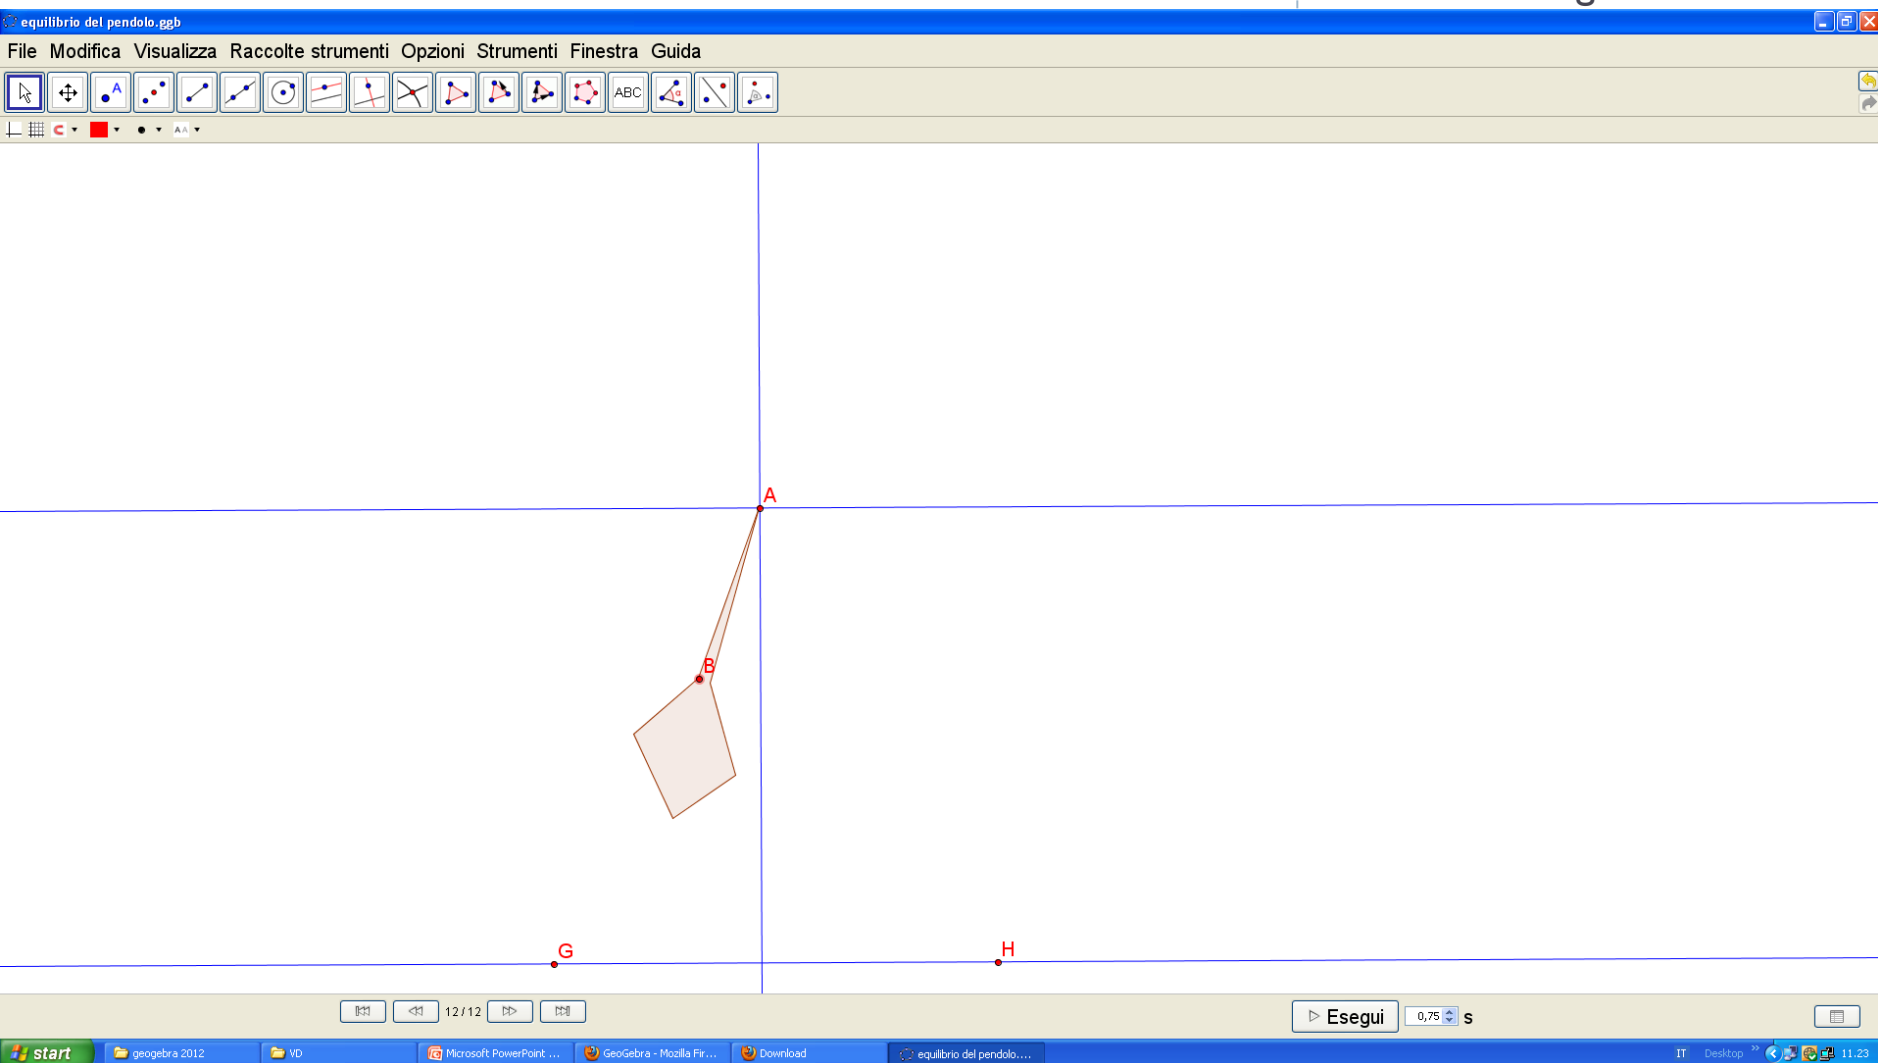 g
equilibrio del pendolo.ggb
File Modifica Visualizza Raccolte strumenti Opzioni Strumenti Finestra Guida
A ABC α
A A
A
B
G
H
12 / 12
Esegui 0,75 s
start geogebra 2012 VD Microsoft PowerPoint ... GeoGebra - Mozilla Fir... Download equilibrio del pendolo.... IT Desktop » 11.23